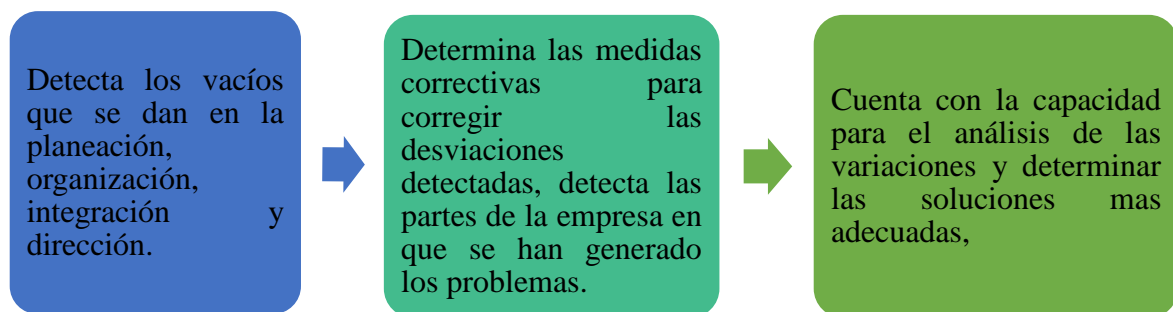 Detecta los vacíos
que se dan en la
planeación,
organización,
integración y
dirección.
Determina las medidas
correctivas para
corregir las
desviaciones
detectadas, detecta las
partes de la empresa en
que se han generado
los problemas.
Cuenta con la capacidad
para el análisis de las
variaciones y determinar
las soluciones mas
adecuadas,